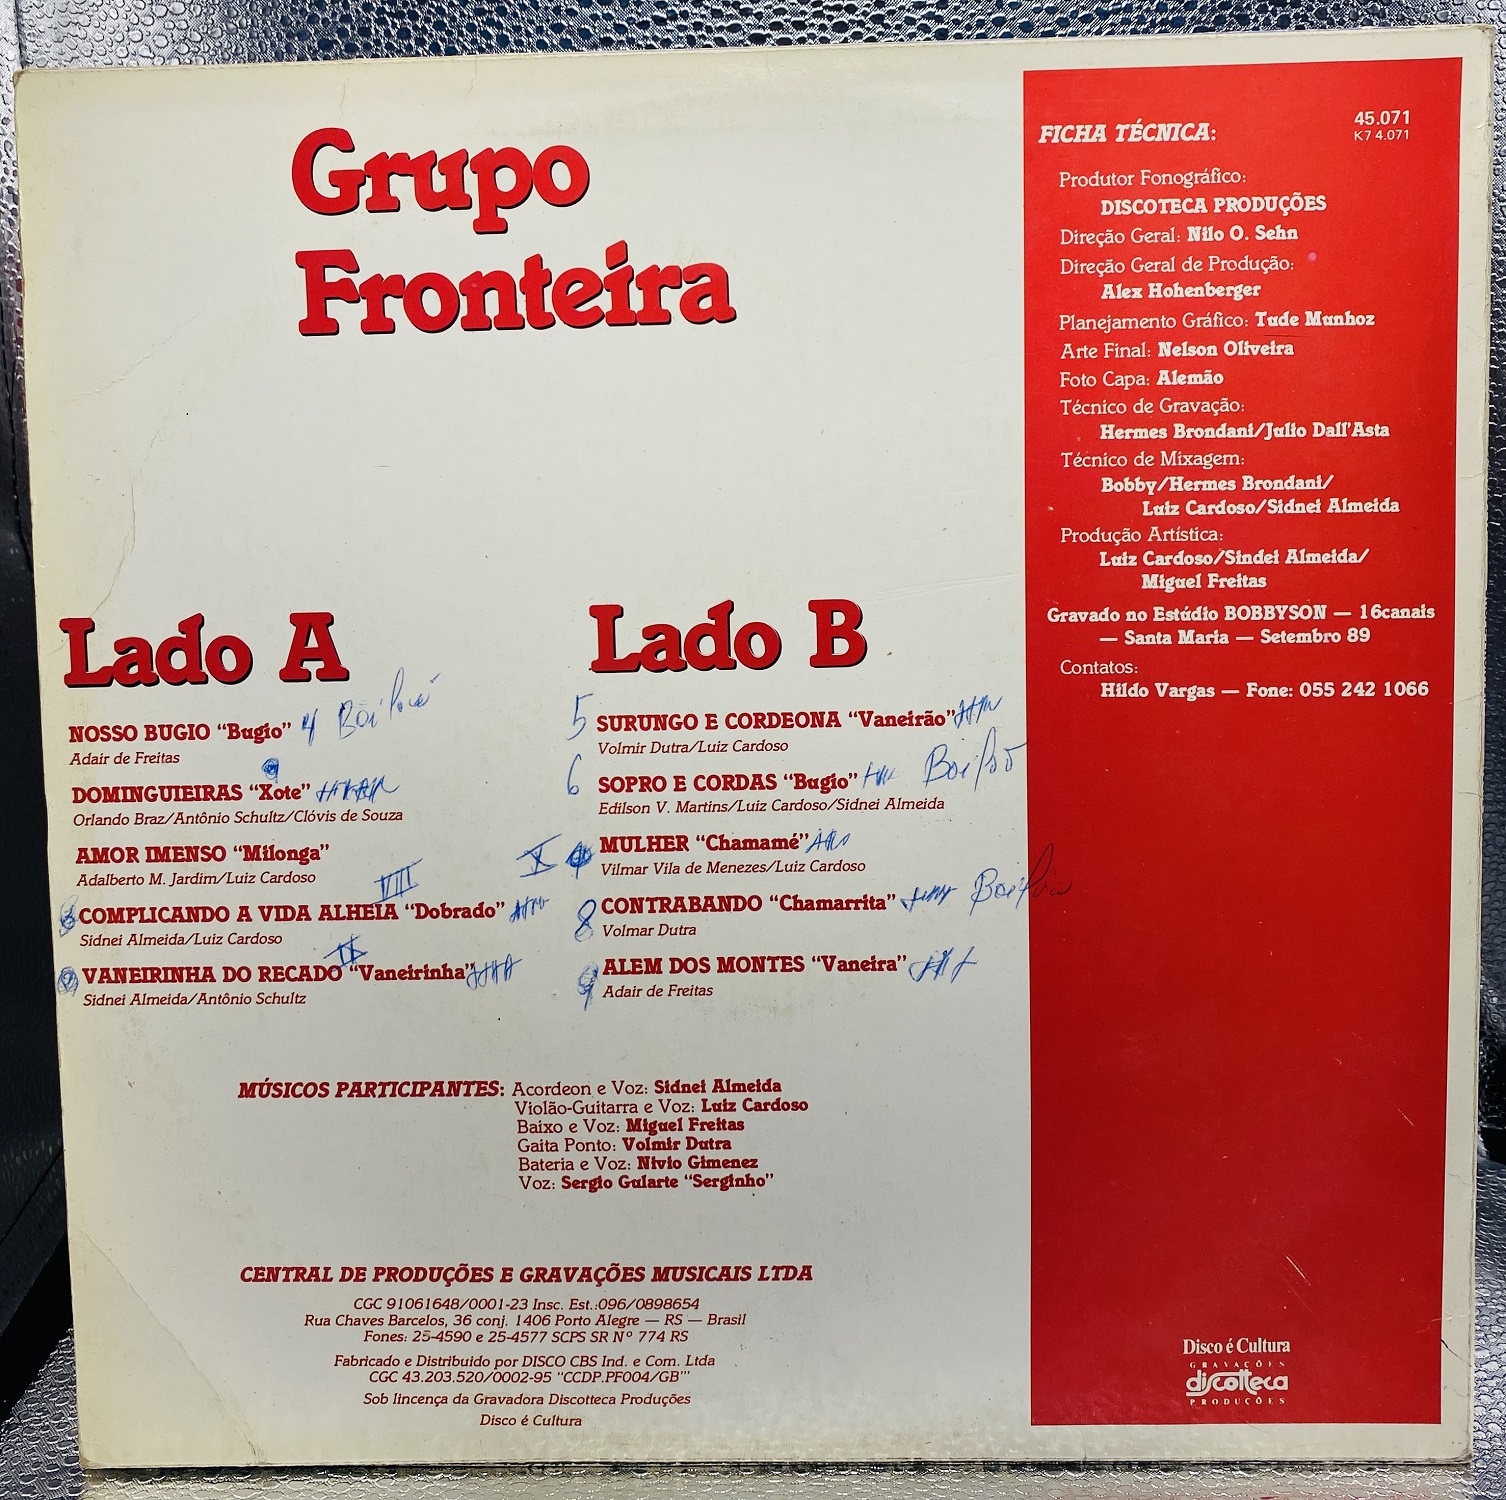 Grupo
Fronteira
Lado A
NOSSO BUGIO “Bugio” 4
Adair de Freitas
DOMINGUIEIRAS “Xote”
Orlando Braz/Antônio Schultz/Clóvis de Souza
AMOR IMENSO “Milonga”
Adalberto M. Jardim/Luiz Cardoso
VIII
COMPLICANDO A VIDA ALHEIA “Dobrado”
Sidnei Almeida/Luiz Cardoso
VANEIRINHA DO RECADO “Vaneirinha”
Sidnei Almeida/Antônio Schultz
Lado B
5 SURUNGO E CORDEONA “Vaneirão”
Volmir Dutra/Luiz Cardoso
6 SOPRO E CORDAS “Bugio”
Edilson V. Martins/Luiz Cardoso/Sidnei Almeida
X MULHER “Chamamé”
Vilmar Vila de Menezes/Luiz Cardoso
8 CONTRABANDO “Chamarrita”
Volmar Dutra
9 ALEM DOS MONTES “Vaneira”
Adair de Freitas
MÚSICOS PARTICIPANTES: Acordeon e Voz: Sidnei Almeida
Violão-Guitarra e Voz: Luiz Cardoso
Baixo e Voz: Miguel Freitas
Gaita Ponto: Volmir Dutra
Bateria e Voz: Nivio Gimenez
Voz: Sergio Gularte “Serginho”
CENTRAL DE PRODUÇÕES E GRAVAÇÕES MUSICAIS LTDA
CGC 91061648/0001-23 Insc. Est.:096/0898654
Rua Chaves Barcelos, 36 conj. 1406 Porto Alegre — RS — Brasil
Fones: 25-4590 e 25-4577 SCPS SR Nº 774 RS
Fabricado e Distribuido por DISCO CBS Ind. e Com. Ltda
CGC 43.203.520/0002-95 “CCDP.PF004/GB”’
Sob lincença da Gravadora Discotteca Produções
Disco é Cultura
FICHA TÉCNICA:
45.071
K7 4.071
Produtor Fonográfico:
DISCOTECA PRODUÇÕES
Direção Geral: Nilo O. Sehn
Direção Geral de Produção:
Alex Hohenberger
Planejamento Gráfico: Tude Munhoz
Arte Final: Nelson Oliveira
Foto Capa: Alemão
Técnico de Gravação:
Hermes Brondani/Julio Dall'Asta
Técnico de Mixagem:
Bobby/Hermes Brondani/
Luiz Cardoso/Sidnei Almeida
Produção Artística:
Luiz Cardoso/Sindei Almeida/
Miguel Freitas
Gravado no Estúdio BOBBYSON — 16canais
— Santa Maria — Setembro 89
Contatos:
Hildo Vargas — Fone: 055 242 1066
Disco é Cultura
GRAVAÇÕES
discotteca
PRODUÇÕES